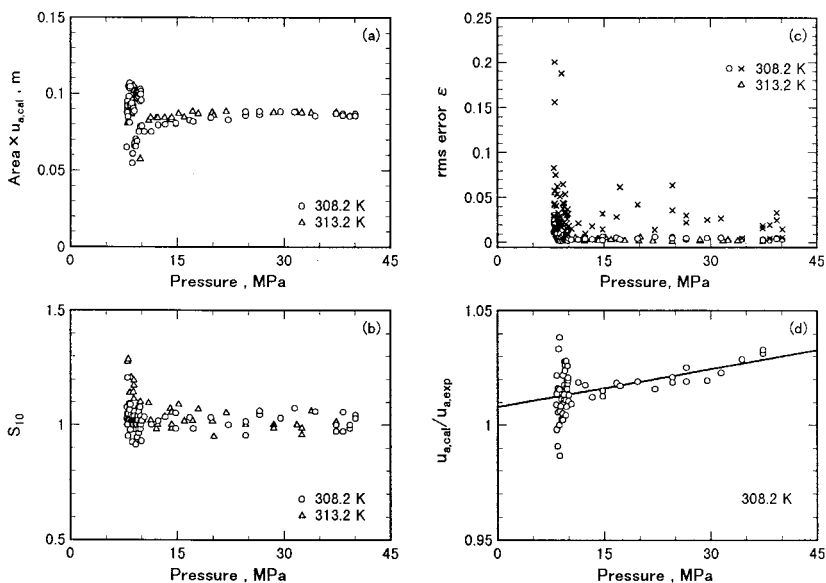 (a)
0.15
0.1
0.05
0
Area × u a,cal , m
○ 308.2 K
△ 313.2 K
0 15 30 45
Pressure , MPa
(c)
0.25
0.2
0.15
0.1
0.05
0
rms error ε
○ × 308.2 K
△ 313.2 K
0 15 30 45
Pressure, MPa
(b)
1.5
1
0.5
S10
○ 308.2 K
△ 313.2 K
0 15 30 45
Pressure , MPa
(d)
1.05
1
0.95
u a,cal/u a,exp
308.2 K
0 15 30 45
Pressure , MPa